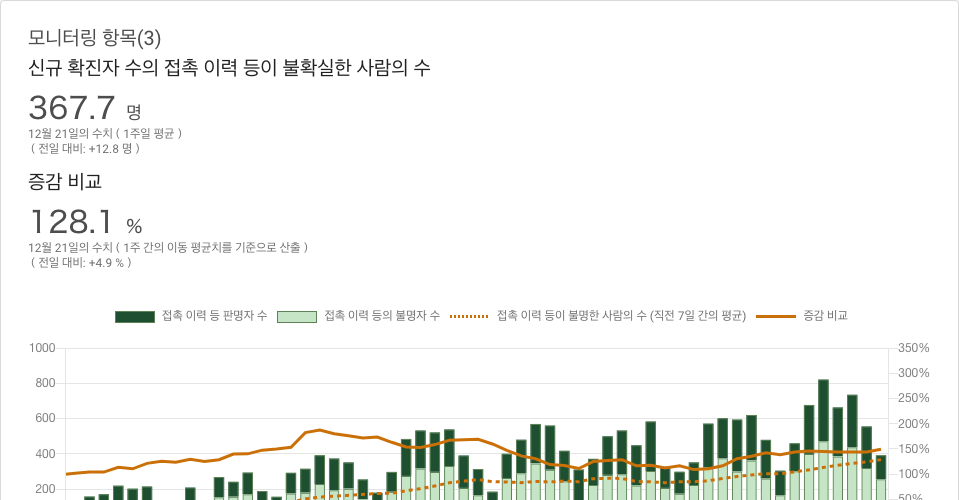 모니터링 항목(3)
신규 확진자 수의 접촉 이력 등이 불확실한 사람의 수
367.7 명
12월 21일의 수치 ( 1주일 평균 )
( 전일 대비: +12.8 명 )
증감 비교
128.1 %
12월 21일의 수치 ( 1주 간의 이동 평균치를 기준으로 산출 )
( 전일 대비: +4.9 % )
접촉 이력 등 판명자 수 접촉 이력 등의 불명자 수 접촉 이력 등이 불명한 사람의 수 (직전 7일 간의 평균) 증감 비교
1000 350%
300%
800
250%
600 200%
400 150%
100%
200
50%